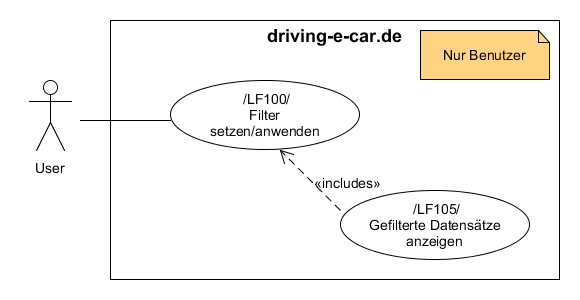 driving-e-car.de
Nur Benutzer
/LF100/
Filter
setzen/anwenden
User
«includes»
/LF105/
Gefilterte Datensätze
anzeigen